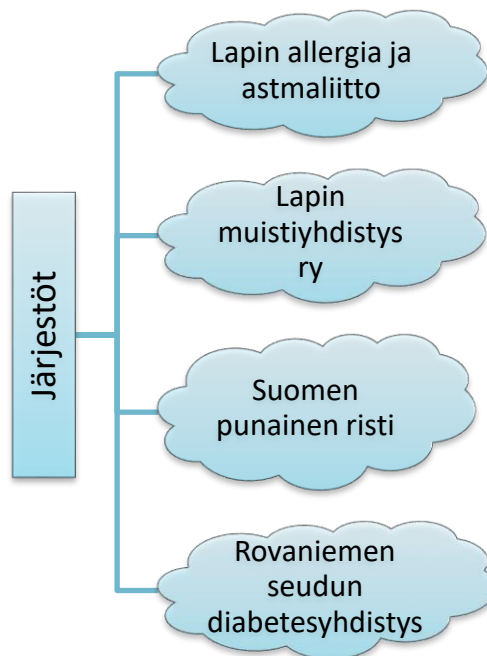 Järjestöt
Lapin allergia ja
astmaliitto
Lapin
muistiyhdistys
ry
Suomen
punainen risti
Rovaniemen
seudun
diabetesyhdistys